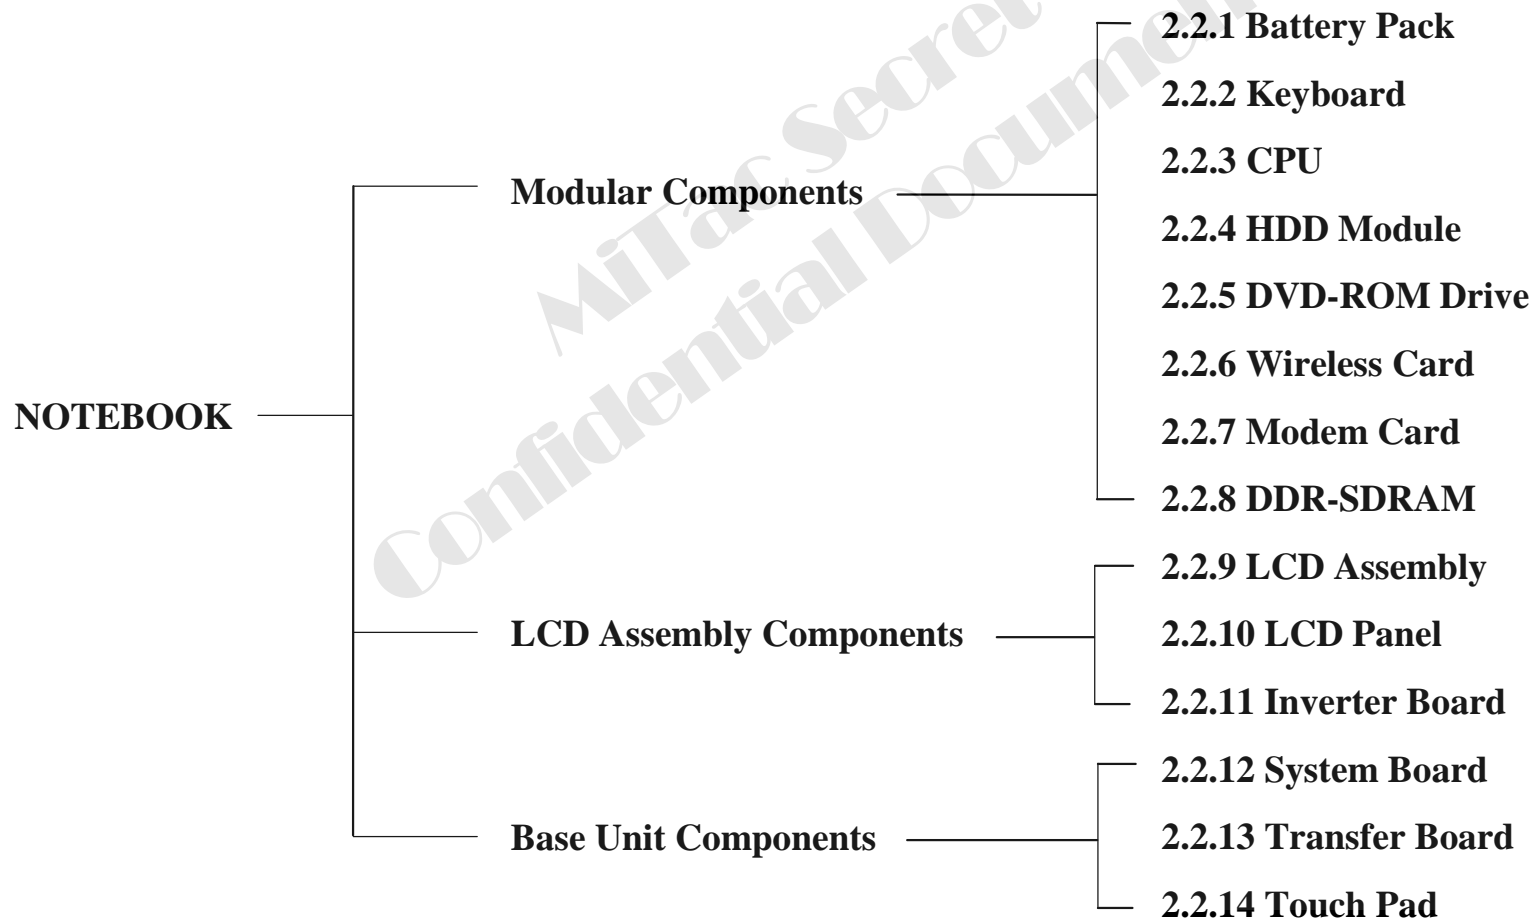 NOTEBOOK
Modular Components
2.2.1 Battery Pack
2.2.2 Keyboard
2.2.3 CPU
2.2.4 HDD Module
2.2.5 DVD-ROM Drive
2.2.6 Wireless Card
2.2.7 Modem Card
2.2.8 DDR-SDRAM
LCD Assembly Components
2.2.9 LCD Assembly
2.2.10 LCD Panel
2.2.11 Inverter Board
Base Unit Components
2.2.12 System Board
2.2.13 Transfer Board
2.2.14 Touch Pad
MiTac Secret
Confidential Document